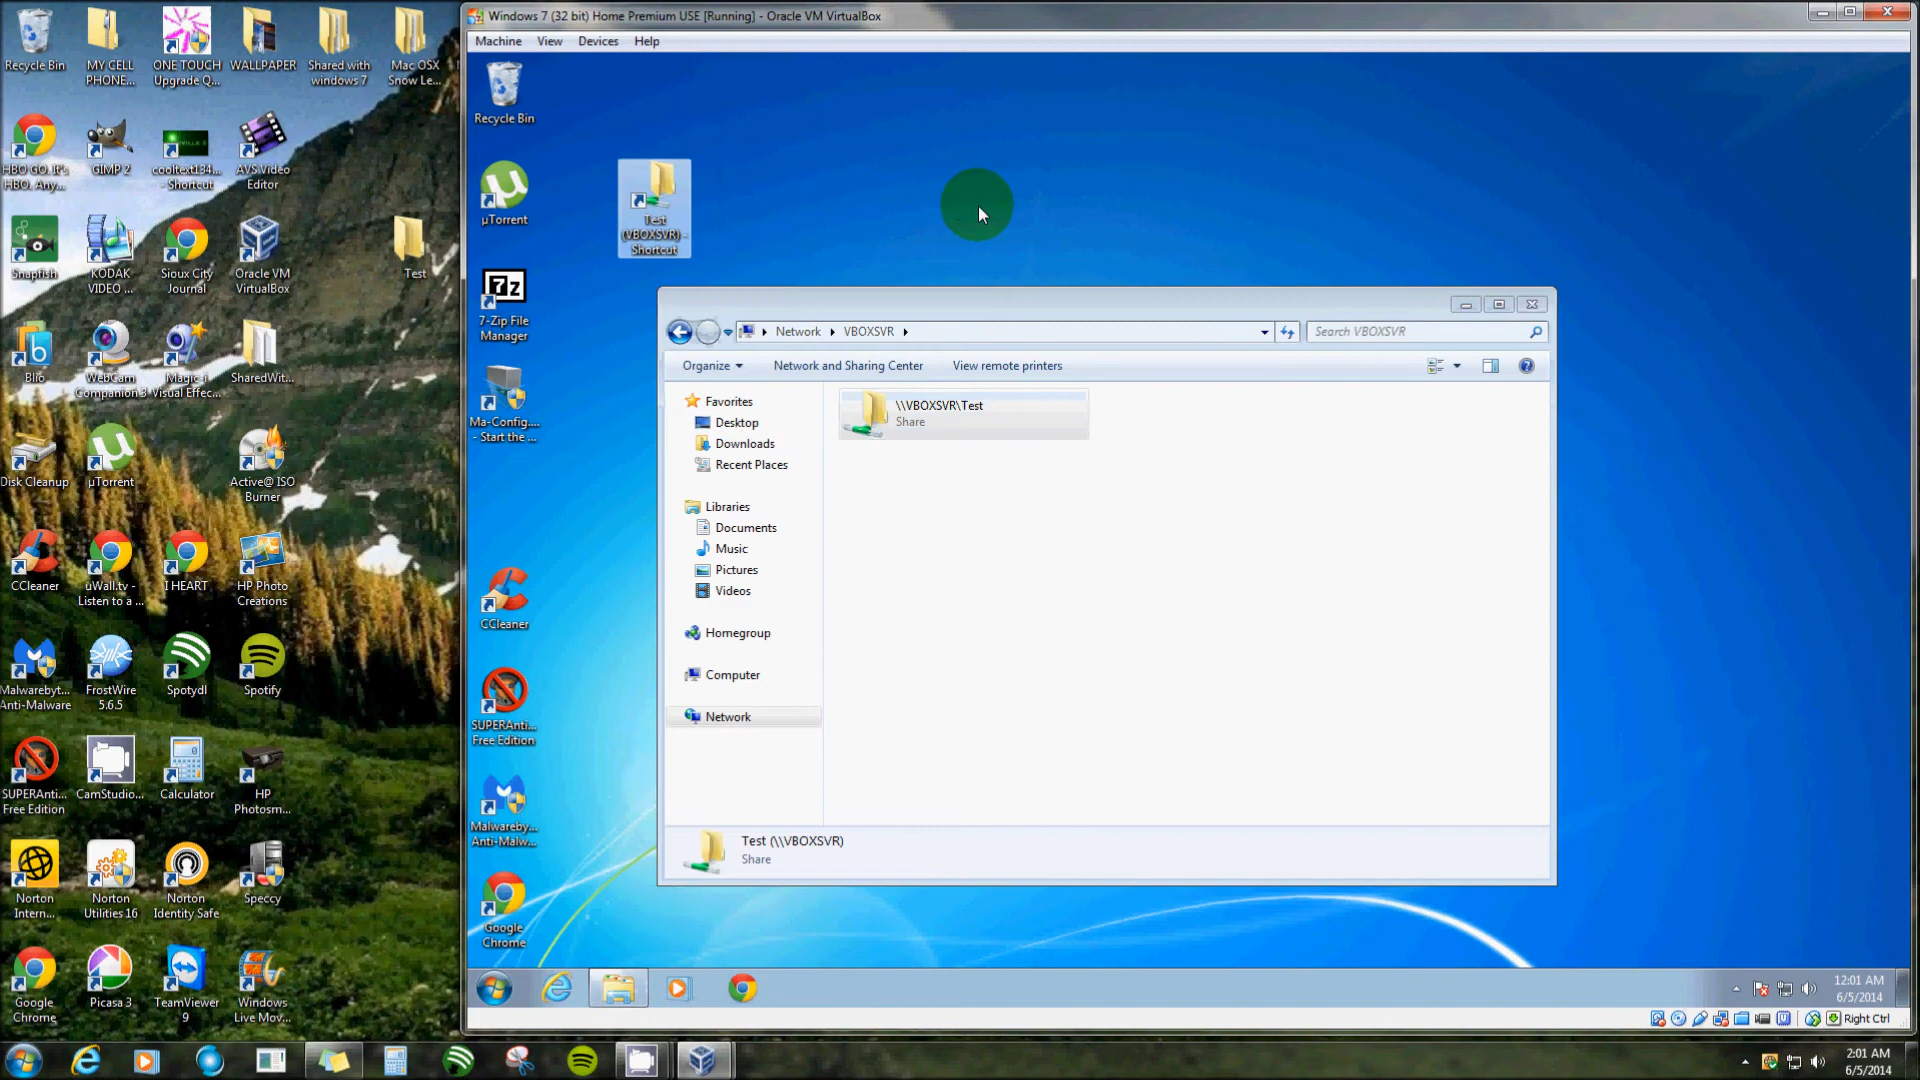 Windows 7 (32 bit) Home Premium USE [Running] - Oracle VM VirtualBox
Machine View Devices Help
Recycle Bin
MY CELL
PHONE...
ONE TOUCH
Upgrade Q...
WALLPAPER
Shared with
windows 7
Mac OSX
Snow Le...
HBO GO. It's
HBO. Any...
GIMP 2
cooltext134...
- Shortcut
AVS Video
Editor
Snapfish
KODAK
VIDEO ...
Sioux City
Journal
Oracle VM
VirtualBox
Test
Blio
WebCam
Companion 3
Magic-i
Visual Effec...
SharedWit...
Disk Cleanup
µTorrent
Active@ ISO
Burner
CCleaner
uWall.tv -
Listen to a ...
I HEART
HP Photo
Creations
Malwareby...
Anti-Malware
FrostWire
5.6.5
Spotydl
Spotify
SUPERAnti...
Free Edition
CamStudio...
Calculator
HP
Photosm...
Norton
Intern...
Norton
Utilities 16
Norton
Identity Safe
Speccy
Google
Chrome
Picasa 3
TeamViewer
9
Windows
Live Mov...
Recycle Bin
µTorrent
Test
(VBOXSVR) -
Shortcut
7z
7-Zip File
Manager
Ma-Config....
- Start the ...
CCleaner
SUPERAnti...
Free Edition
Malwareby...
Anti-Malw...
Google
Chrome
Network VBOXSVR
Search VBOXSVR
Organize Network and Sharing Center View remote printers
Favorites
Desktop
Downloads
Recent Places
Libraries
Documents
Music
Pictures
Videos
Homegroup
Computer
Network
\\VBOXSVR\Test
Share
Test (\\VBOXSVR)
Share
12:01 AM
6/5/2014
Right Ctrl
2:01 AM
6/5/2014